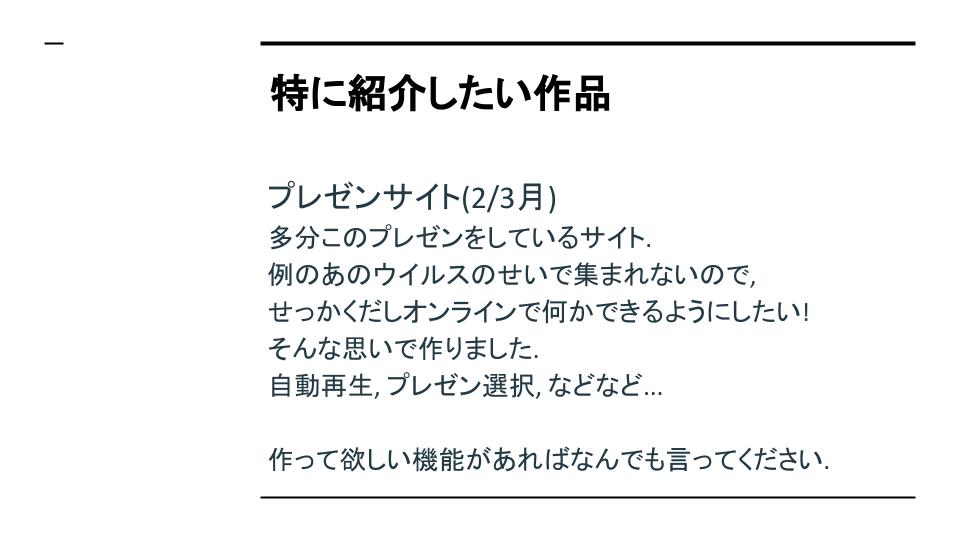 特に紹介したい作品
プレゼンサイト(2/3月)
多分このプレゼンをしているサイト.
例のあのウイルスのせいで集まれないので,
せっかくだしオンラインで何かできるようにしたい!
そんな思いで作りました.
自動再生, プレゼン選択, などなど...
作って欲しい機能があればなんでも言ってください.